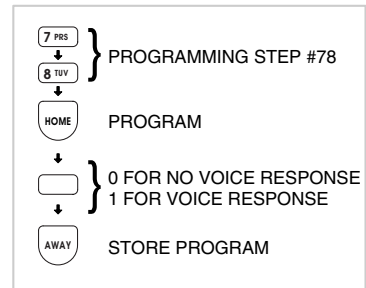 7 PRS
8 TUV
PROGRAMMING STEP #78
HOME
PROGRAM
0 FOR NO VOICE RESPONSE
1 FOR VOICE RESPONSE
AWAY
STORE PROGRAM